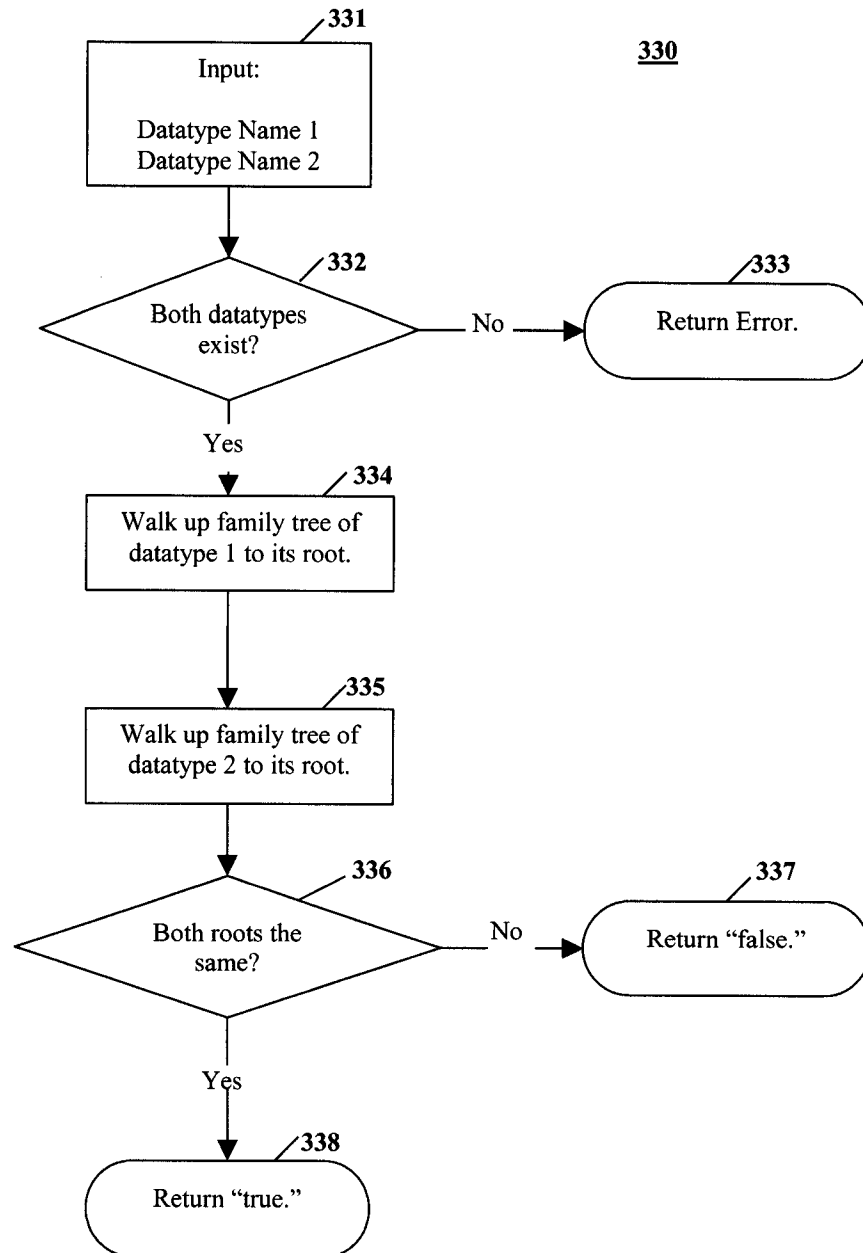 331
330
Input:
Datatype Name 1
Datatype Name 2
332
Both datatypes
exist?
No
333
Return Error.
Yes
334
Walk up family tree of
datatype 1 to its root.
335
Walk up family tree of
datatype 2 to its root.
336
Both roots the
same?
No
337
Return “false.”
Yes
338
Return “true.”